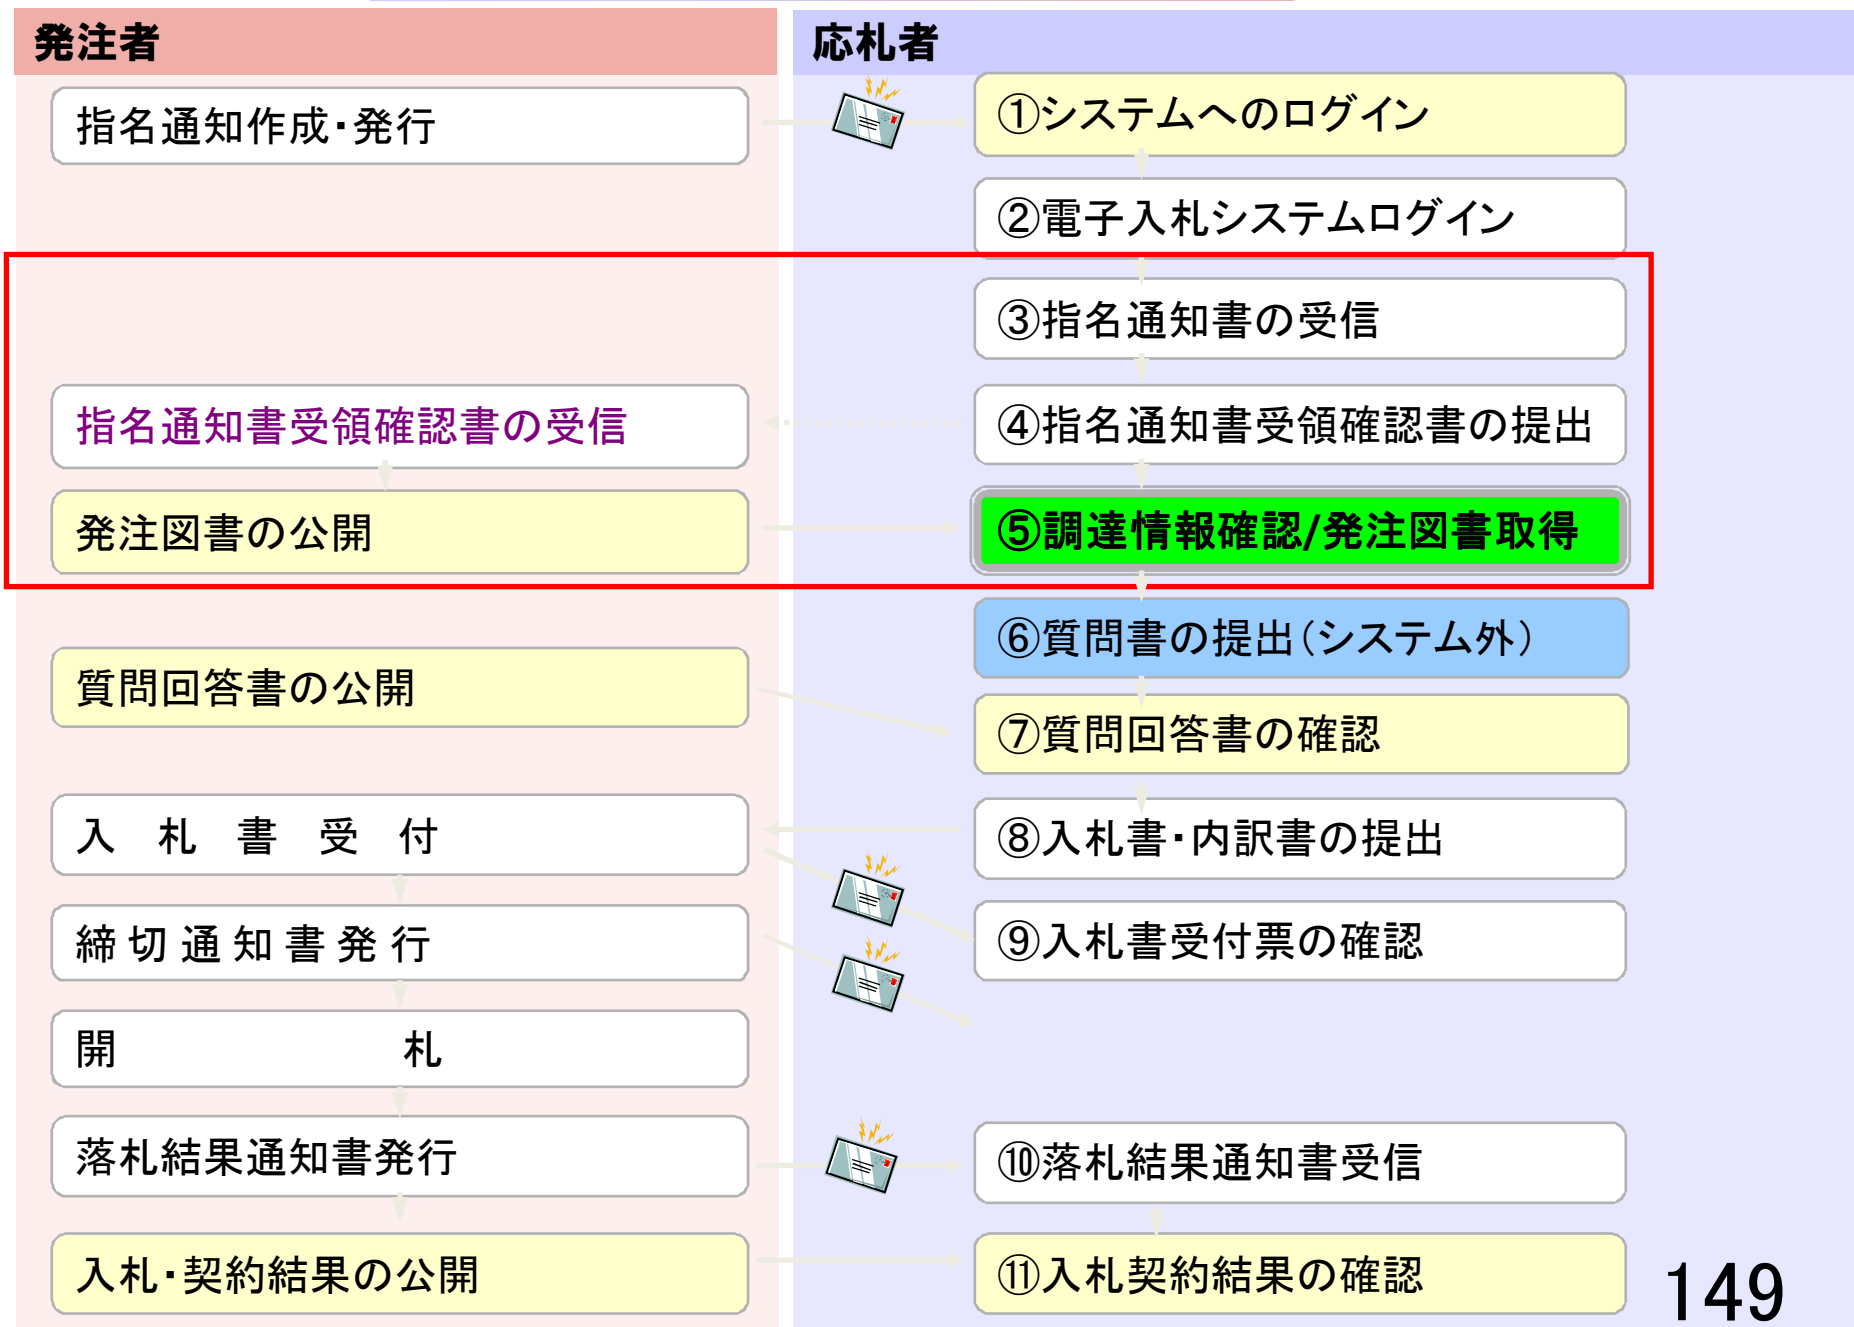 発注者
応札者
指名通知作成・発行
①システムへのログイン
②電子入札システムログイン
③指名通知書の受信
指名通知書受領確認書の受信
④指名通知書受領確認書の提出
発注図書の公開
⑤調達情報確認/発注図書取得
⑥質問書の提出(システム外)
質問回答書の公開
⑦質問回答書の確認
入 札 書 受 付
⑧入札書・内訳書の提出
締 切 通 知 書 発 行
⑨入札書受付票の確認
開 札
落札結果通知書発行
⑩落札結果通知書受信
入札・契約結果の公開
⑪入札契約結果の確認
149